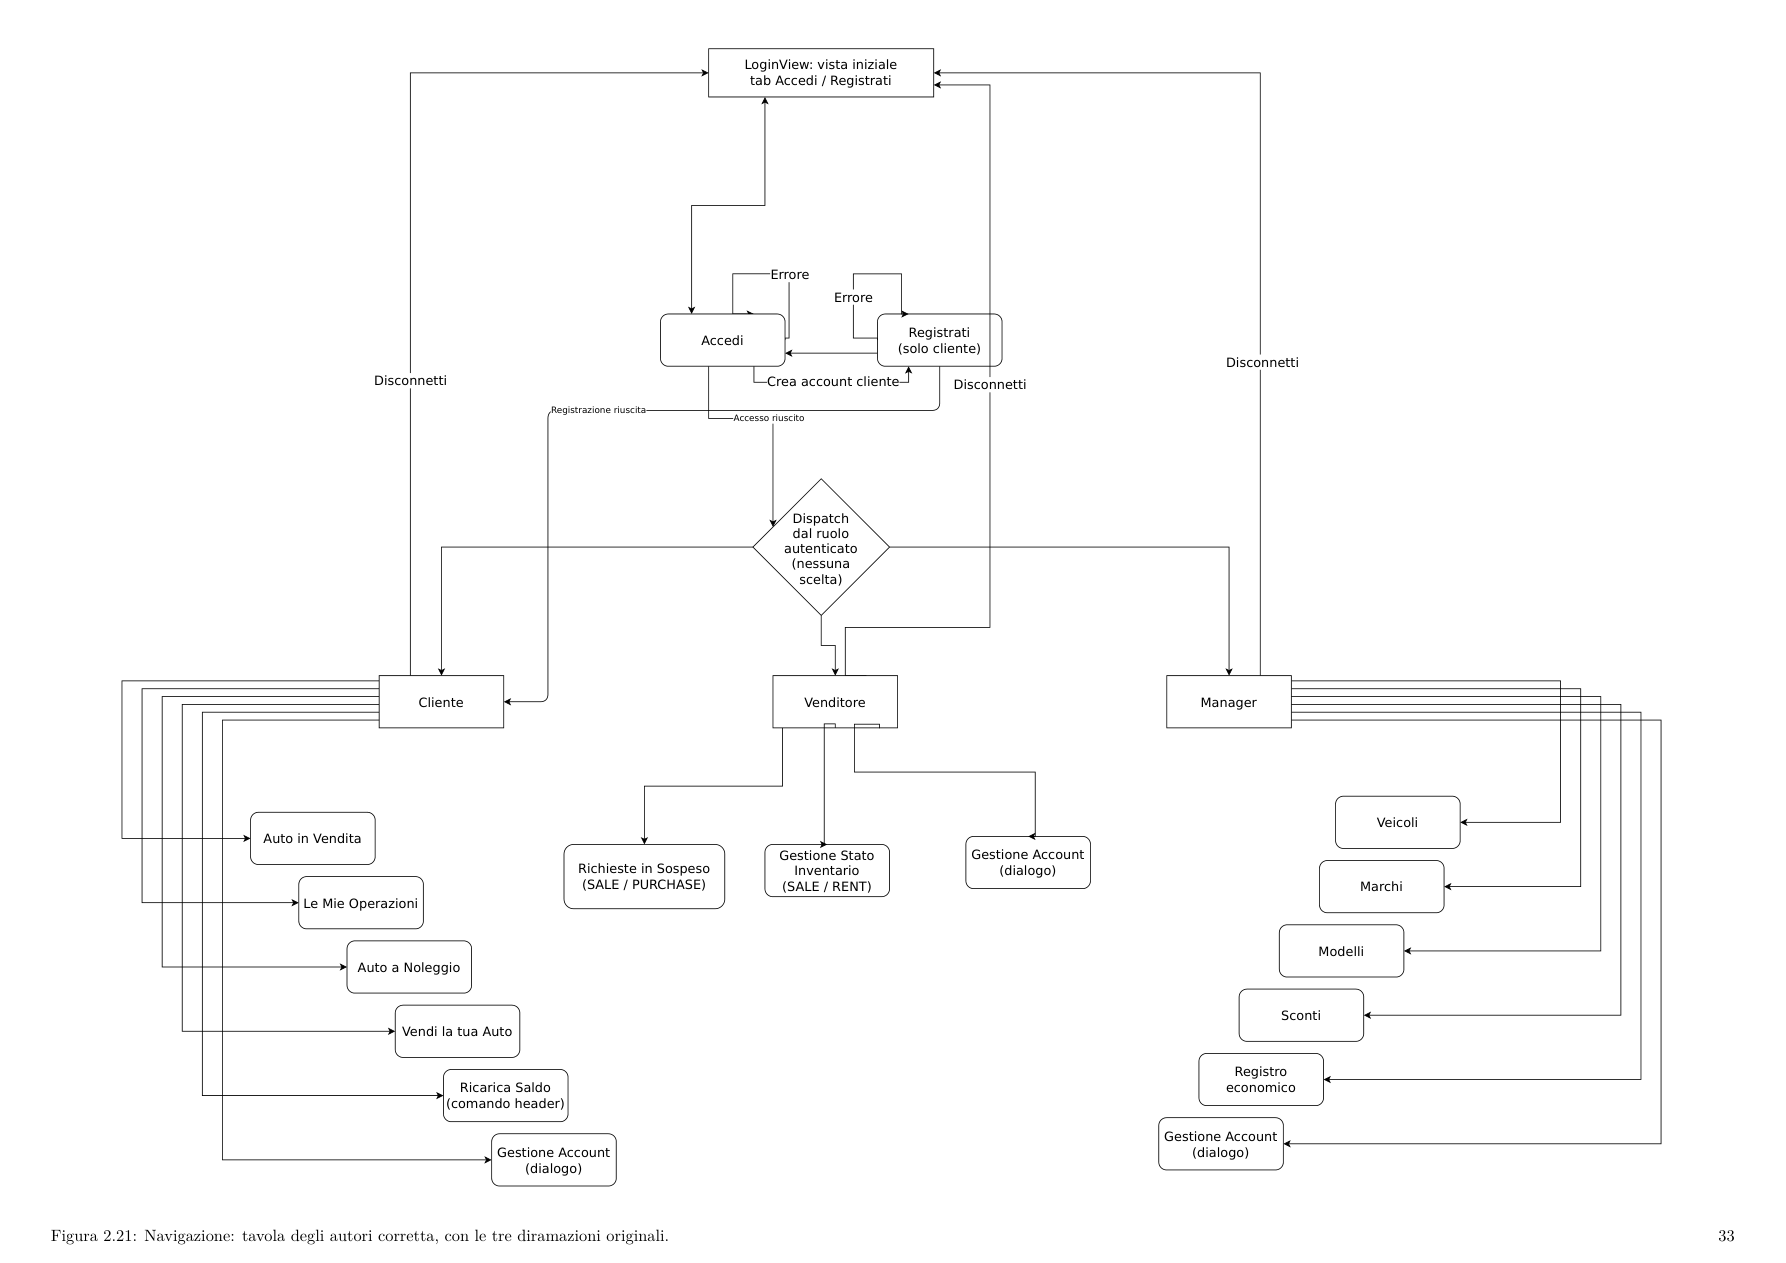 LoginView: vista iniziale
tab Accedi / Registrati
Errore
Errore
Accedi
Registrati
(solo cliente)
Crea account cliente
Disconnetti
Disconnetti
Disconnetti
Registrazione riuscita
Accesso riuscito
Dispatch
dal ruolo
autenticato
(nessuna
scelta)
Cliente
Venditore
Manager
Auto in Vendita
Le Mie Operazioni
Auto a Noleggio
Vendi la tua Auto
Ricarica Saldo
(comando header)
Gestione Account
(dialogo)
Richieste in Sospeso
(SALE / PURCHASE)
Gestione Stato
Inventario
(SALE / RENT)
Gestione Account
(dialogo)
Veicoli
Marchi
Modelli
Sconti
Registro
economico
Gestione Account
(dialogo)
Figura 2.21: Navigazione: tavola degli autori corretta, con le tre diramazioni originali.
33